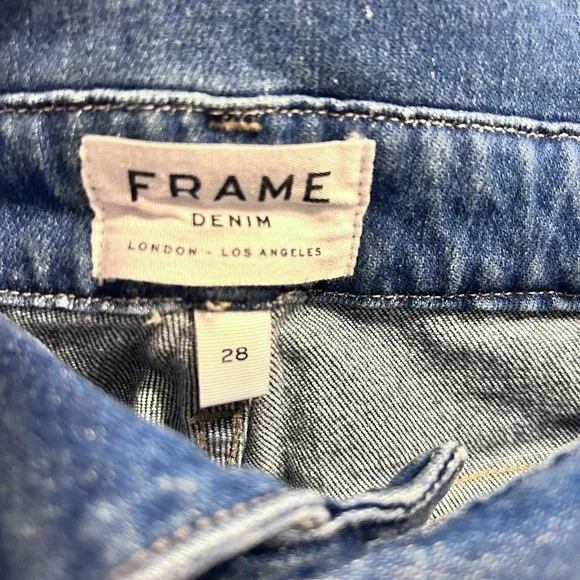 FRAME
DENIM
LONDON - LOS ANGELES
28